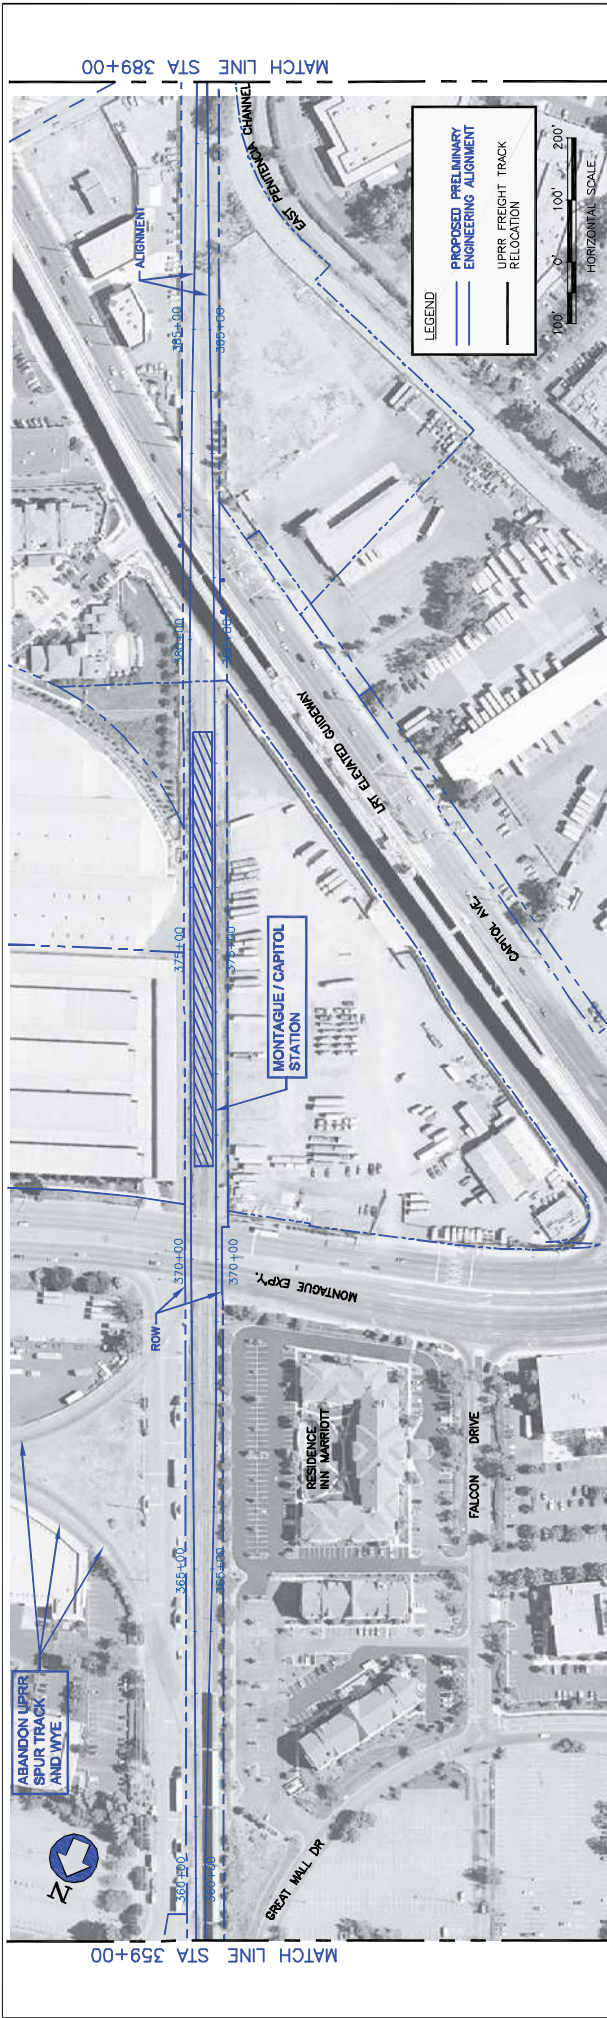 MATCH LINE STA 389+00
EAST PENITENCIA CHANNEL
ALIGNMENT
LEGEND
PROPOSED PRELIMINARY
ENGINEERING ALIGNMENT
UPRR FREIGHT TRACK
RELOCATION
100' 0' 100' 200'
HORIZONTAL SCALE
385+00
385+00
380+00
380+00
LRT ELEVATED GUIDEWAY
CAPITOL AVE.
375+00
375+00
MONTAGUE / CAPITOL
STATION
370+00
370+00
ROW
MONTAGUE EXP'Y.
RESIDENCE
INN MARRIOTT
FALCON DRIVE
365+00
365+00
ABANDON UPRR
SPUR TRACK
AND WYE
GREAT MALL DR
360+00
360+00
N
MATCH LINE STA 359+00